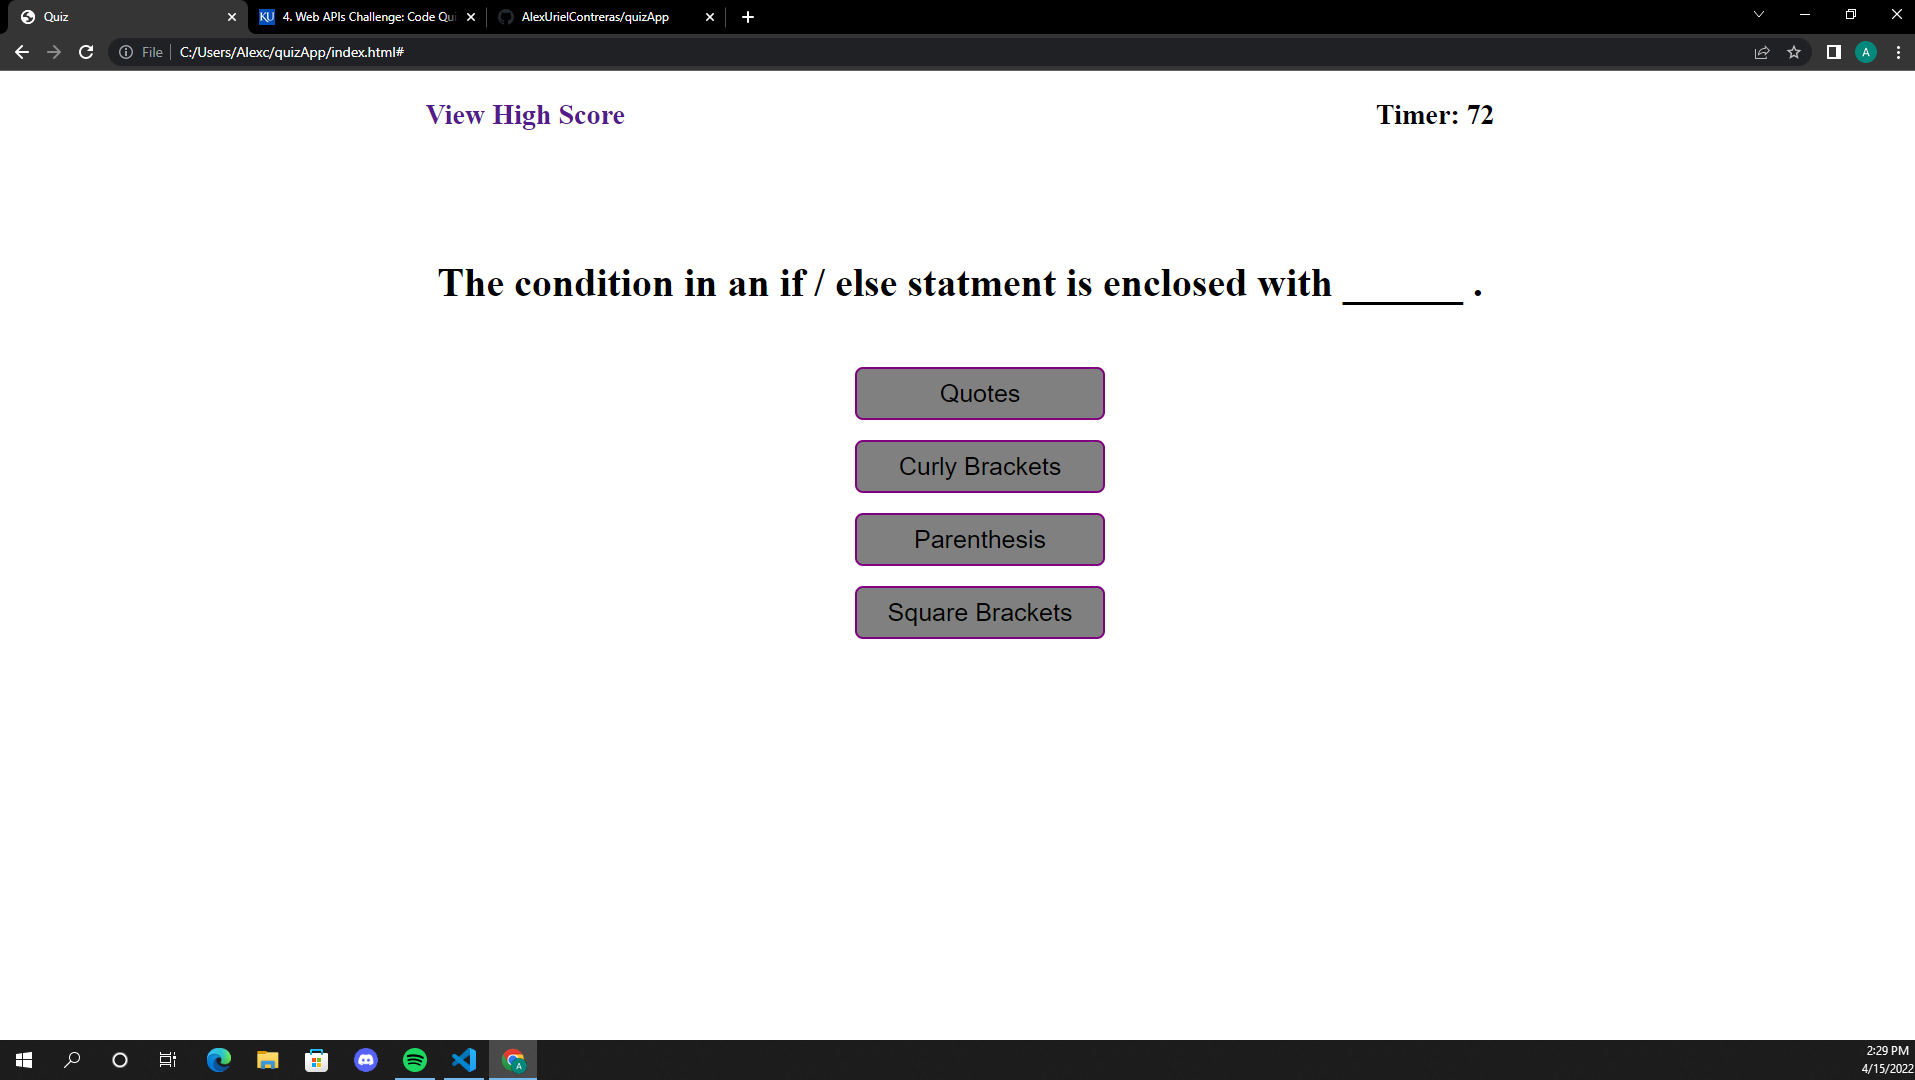 Quiz
4. Web APIs Challenge: Code Qui
AlexUrielContreras/quizApp
File
C:/Users/Alexc/quizApp/index.html#
A
View High Score
Timer: 72
The condition in an if / else statment is enclosed with ______ .
Quotes
Curly Brackets
Parenthesis
Square Brackets
2:29 PM
4/15/2022